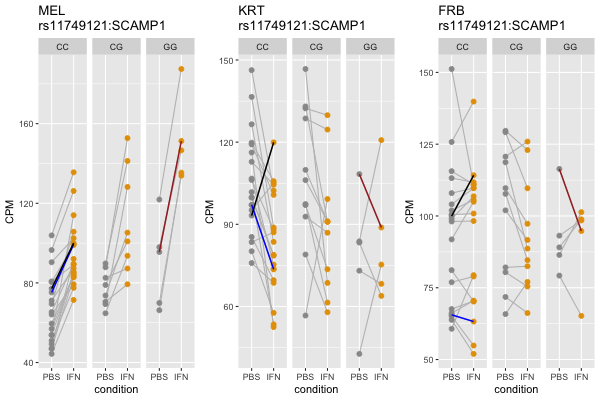 MEL
rs11749121:SCAMP1
CC CG GG
CPM
160
120
80
40
PBS IFN PBS IFN PBS IFN
condition
KRT
rs11749121:SCAMP1
CC CG GG
CPM
150
120
90
60
PBS IFN PBS IFN PBS IFN
condition
FRB
rs11749121:SCAMP1
CC CG GG
CPM
150
125
100
75
50
PBS IFN PBS IFN PBS IFN
condition